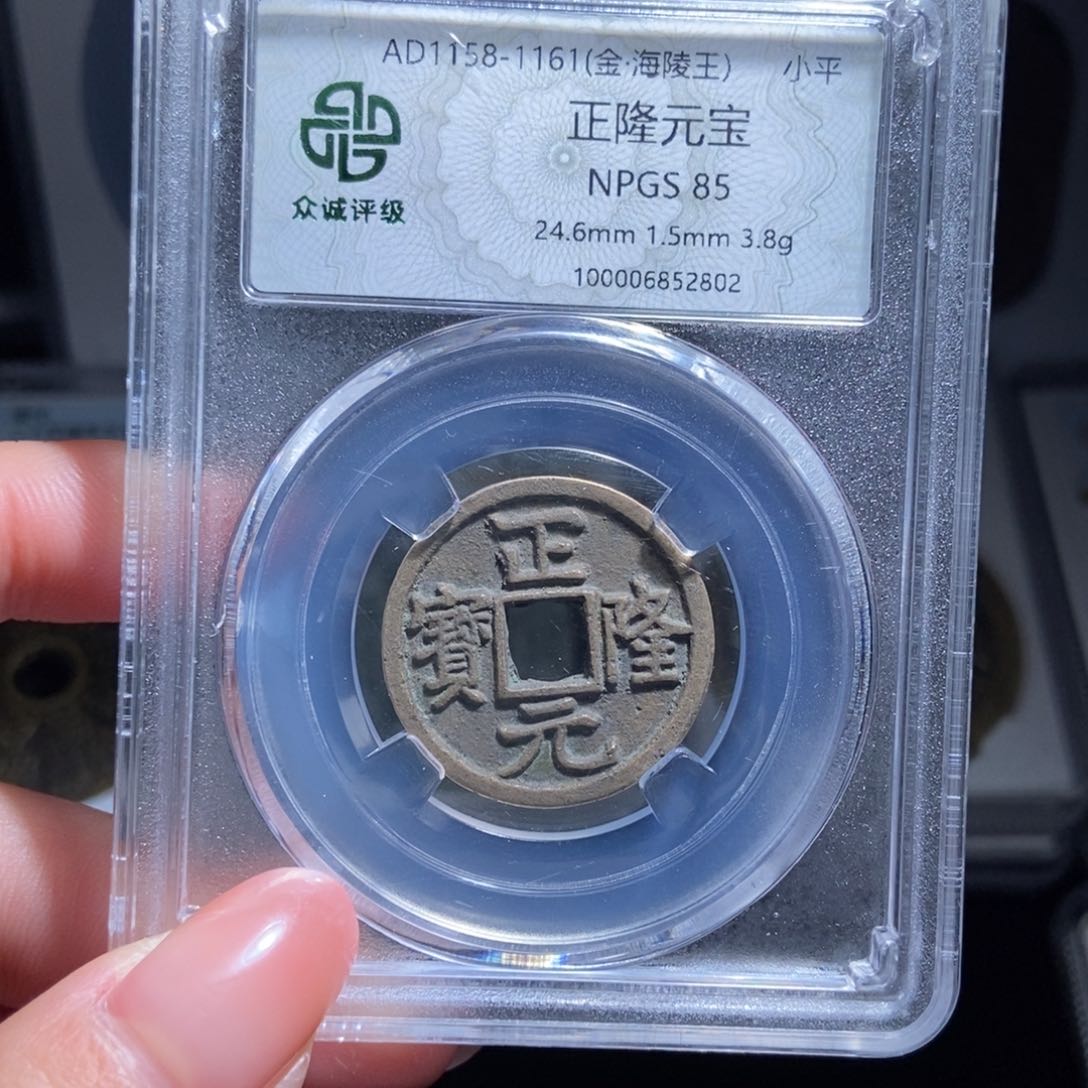 AD1158-1161(金·海陵王) 小平
正隆元宝
NPGS 85
24.6mm 1.5mm 3.8g
100006852802
众诚评级
正
寶 隆
元